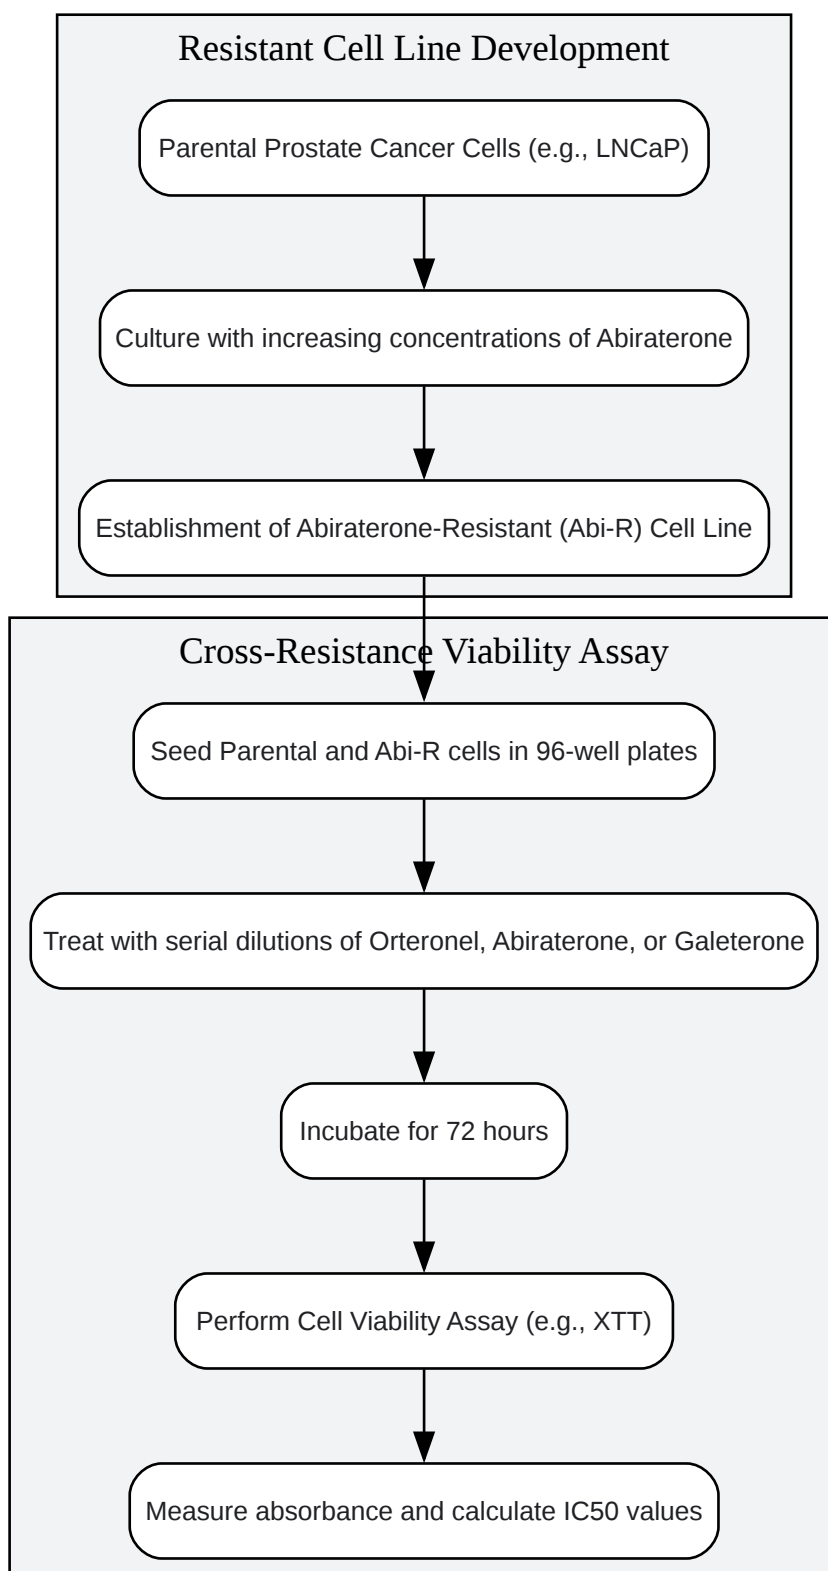 Resistant Cell Line Development
Parental Prostate Cancer Cells (e.g., LNCaP)
Culture with increasing concentrations of Abiraterone
Establishment of Abiraterone-Resistant (Abi-R) Cell Line
Cross-Resistance Viability Assay
Seed Parental and Abi-R cells in 96-well plates
Treat with serial dilutions of Orteronel, Abiraterone, or Galeterone
Incubate for 72 hours
Perform Cell Viability Assay (e.g., XTT)
Measure absorbance and calculate IC50 values